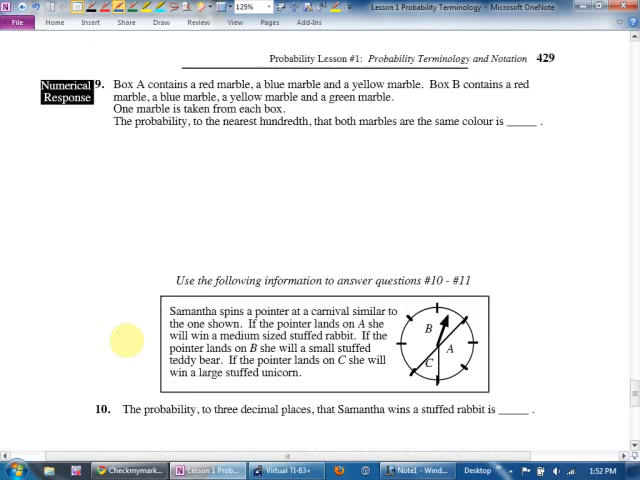 Lesson 1 Probability Terminology - Microsoft OneNote
File Home Insert Share Draw Review View Page Add-Ins
125%
Probability Lesson #1: Probability Terminology and Notation 429
Numerical
Response
9. Box A contains a red marble, a blue marble and a yellow marble. Box B contains a red
marble, a blue marble, a yellow marble and a green marble.
One marble is taken from each box.
The probability, to the nearest hundredth, that both marbles are the same colour is _____ .
Use the following information to answer questions #10 - #11
Samantha spins a pointer at a carnival similar to
the one shown. If the pointer lands on A she
will win a medium sized stuffed rabbit. If the
pointer lands on B she will a small stuffed
teddy bear. If the pointer lands on C she will
win a large stuffed unicorn.
B
A
C
10. The probability, to three decimal places, that Samantha wins a stuffed rabbit is _____ .
Checkmymark... Lesson 1 Prob... Virtual TI-83+ Note1 - Wind... Desktop 1:52 PM